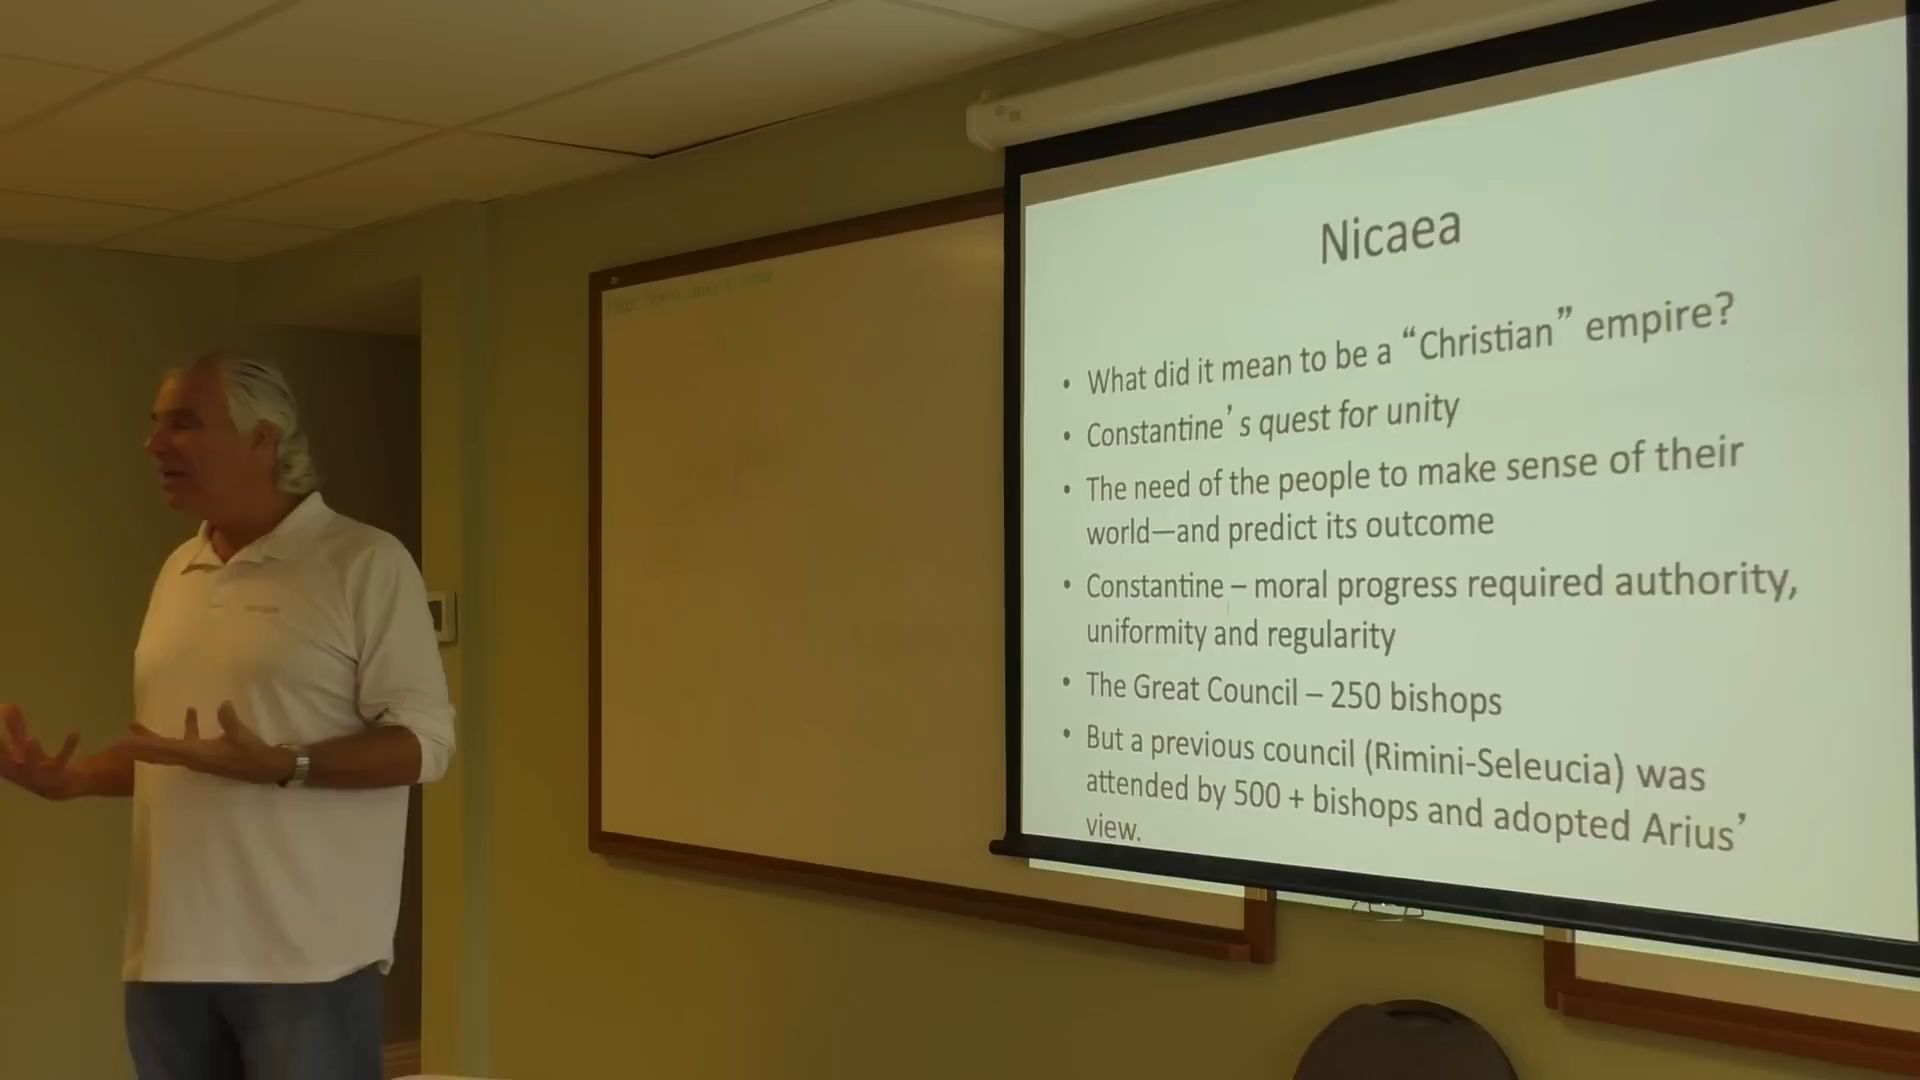 Nicaea
• What did it mean to be a “Christian” empire?
• Constantine’s quest for unity
• The need of the people to make sense of their
world—and predict its outcome
• Constantine – moral progress required authority,
uniformity and regularity
• The Great Council – 250 bishops
• But a previous council (Rimini-Seleucia) was
attended by 500 + bishops and adopted Arius’
view.